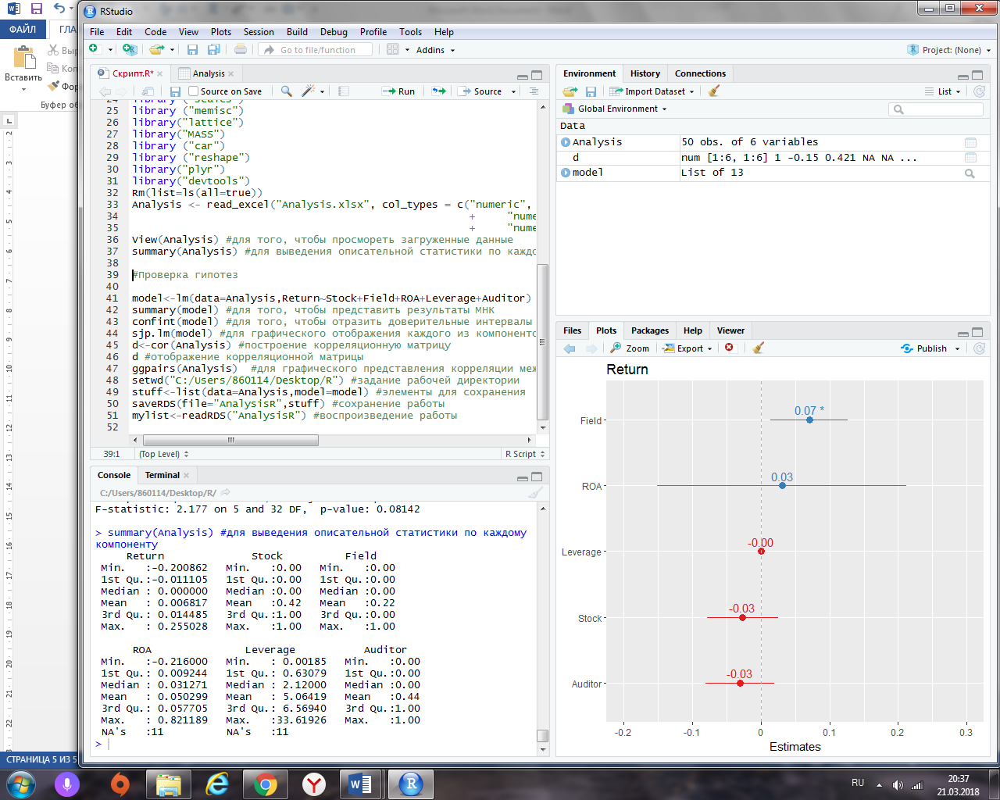 RStudio
ФАЙЛ
ГЛА
Вставить
Выр
Коп
Фор
Буфер об
СТРАНИЦА 5 ИЗ 5
File Edit Code View Plots Session Build Debug Profile Tools Help
Go to file/function
Addins
Project: (None)
Скрипт.R*
Analysis
Source on Save
Run
Source
24 library ("scales")
25 library ("memisc")
26 library("lattice")
27 library("MASS")
28 library ("car")
29 library ("reshape")
30 library("plyr")
31 library("devtools")
32 Rm(list=ls(all=true))
33 Analysis <- read_excel("Analysis.xlsx", col_types = c("numeric",
34 + "nume
35 + "nume
36 View(Analysis) #для того, чтобы просмореть загруженные данные
37 summary(Analysis) #для выведения описательной статистики по каждо
38
39 #Проверка гипотез
40
41 model<-lm(data=Analysis,Return~Stock+Field+ROA+Leverage+Auditor)
42 summary(model) #для того, чтобы представить результаты МНК
43 confint(model) #для того, чтобы отразить доверительные интервалы
44 sjp.lm(model) #для графического отображения каждого из компоненто
45 d<-cor(Analysis) #построение корреляционную матрицу
46 d #отображение корреляционной матрицы
47 ggpairs(Analysis)  #для графического представления корреляции меж
48 setwd("C:/Users/860114/Desktop/R") #задание рабочей директории
49 stuff<-list(data=Analysis,model=model) #элементы для сохранения
50 saveRDS(file="AnalysisR",stuff) #сохранение работы
51 mylist<-readRDS("AnalysisR") #воспроизведение работы
52
39:1 (Top Level) R Script
Console Terminal
C:/Users/860114/Desktop/R/
F-statistic: 2.177 on 5 and 32 DF,  p-value: 0.08142
> summary(Analysis) #для выведения описательной статистики по каждому
компоненту
Return Stock Field
Min. :-0.200862 Min. :0.00 Min. :0.00
1st Qu.:-0.011105 1st Qu.:0.00 1st Qu.:0.00
Median : 0.000000 Median :0.00 Median :0.00
Mean : 0.006817 Mean :0.42 Mean :0.22
3rd Qu.: 0.014485 3rd Qu.:1.00 3rd Qu.:0.00
Max. : 0.255028 Max. :1.00 Max. :1.00
ROA Leverage Auditor
Min. :-0.216000 Min. : 0.00185 Min. :0.00
1st Qu.: 0.009244 1st Qu.: 0.63079 1st Qu.:0.00
Median : 0.031271 Median : 2.12000 Median :0.00
Mean : 0.050299 Mean : 5.06419 Mean :0.44
3rd Qu.: 0.057705 3rd Qu.: 6.56940 3rd Qu.:1.00
Max. : 0.821189 Max. :33.61926 Max. :1.00
NA's :11 NA's :11
>
Environment History Connections
Import Dataset
List
Global Environment
Data
Analysis 50 obs. of 6 variables
d num [1:6, 1:6] 1 -0.15 0.421 NA NA ...
model List of 13
Files Plots Packages Help Viewer
Zoom Export Publish
Return
Field
0.07 *
ROA
0.03
Leverage
-0.00
Stock
-0.03
Auditor
-0.03
-0.2 -0.1 0 0.1 0.2 0.3
Estimates
RU
20:37
21.03.2018